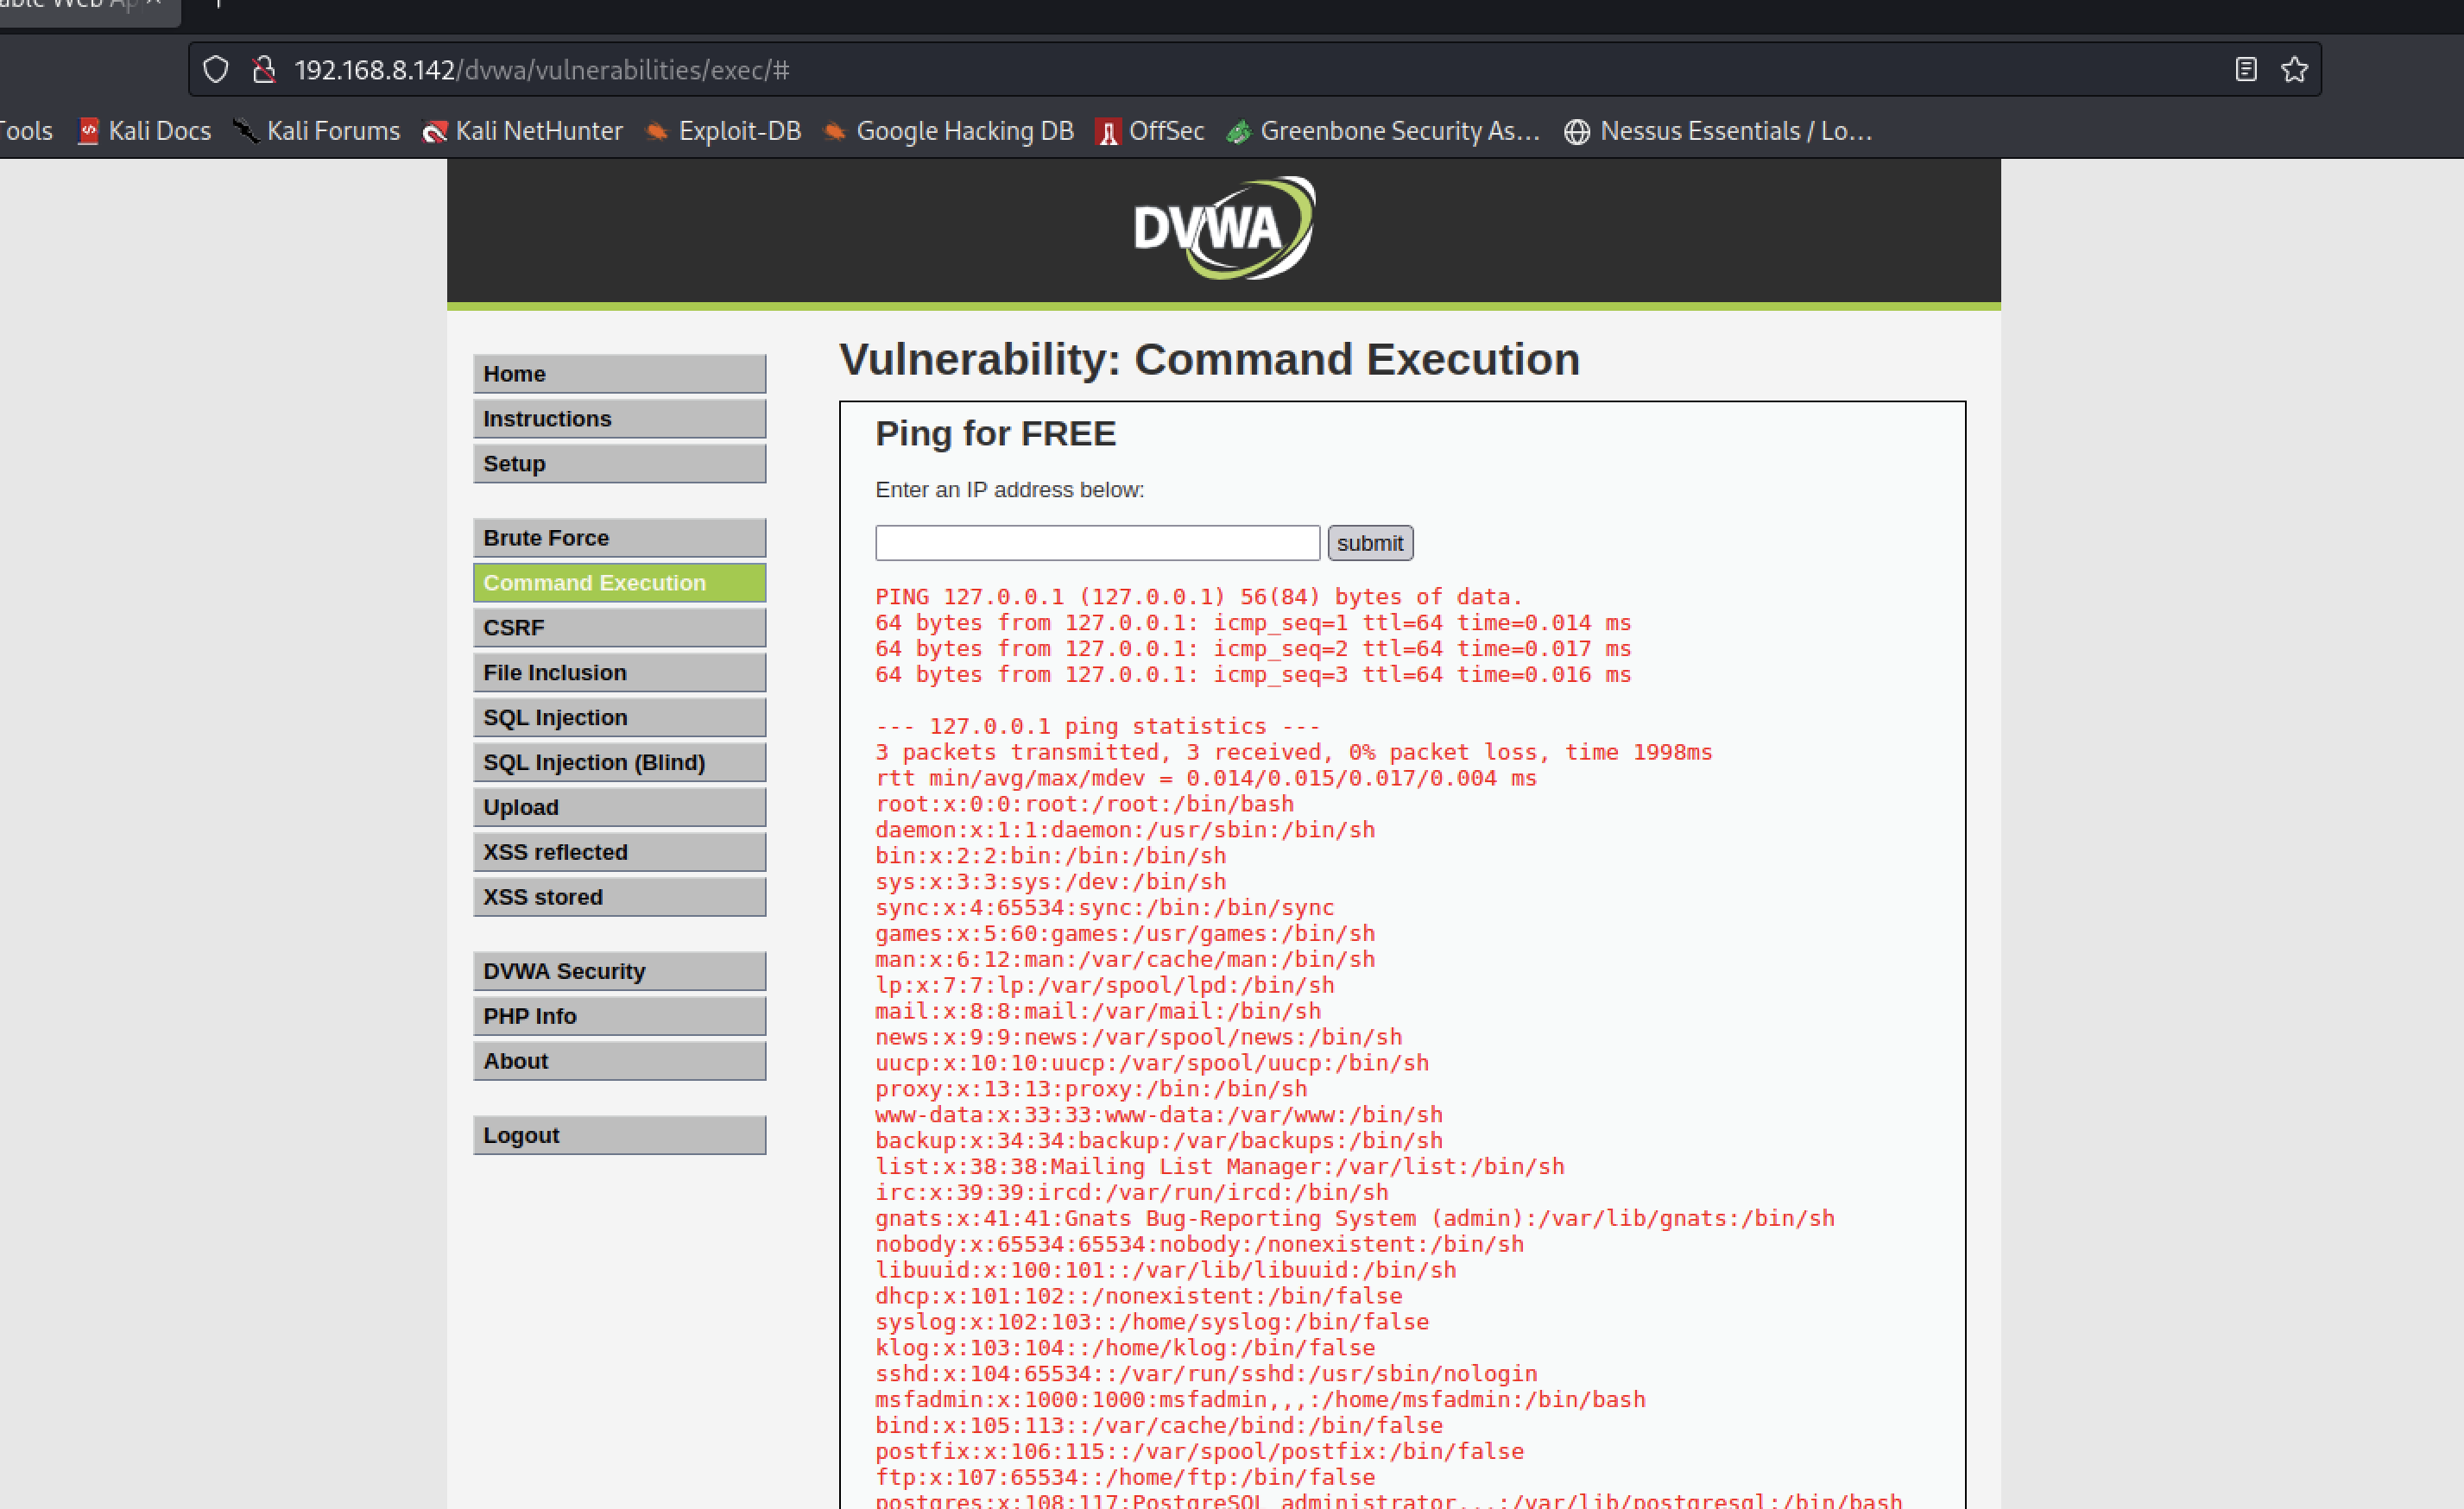 able Web Ap
192.168.8.142/dvwa/vulnerabilities/exec/#
Tools Kali Docs Kali Forums Kali NetHunter Exploit-DB Google Hacking DB OffSec Greenbone Security As… Nessus Essentials / Lo…
DVWA
Home
Instructions
Setup
Brute Force
Command Execution
CSRF
File Inclusion
SQL Injection
SQL Injection (Blind)
Upload
XSS reflected
XSS stored
DVWA Security
PHP Info
About
Logout
Vulnerability: Command Execution
Ping for FREE
Enter an IP address below:
submit
PING 127.0.0.1 (127.0.0.1) 56(84) bytes of data.
64 bytes from 127.0.0.1: icmp_seq=1 ttl=64 time=0.014 ms
64 bytes from 127.0.0.1: icmp_seq=2 ttl=64 time=0.017 ms
64 bytes from 127.0.0.1: icmp_seq=3 ttl=64 time=0.016 ms
--- 127.0.0.1 ping statistics ---
3 packets transmitted, 3 received, 0% packet loss, time 1998ms
rtt min/avg/max/mdev = 0.014/0.015/0.017/0.004 ms
root:x:0:0:root:/root:/bin/bash
daemon:x:1:1:daemon:/usr/sbin:/bin/sh
bin:x:2:2:bin:/bin:/bin/sh
sys:x:3:3:sys:/dev:/bin/sh
sync:x:4:65534:sync:/bin:/bin/sync
games:x:5:60:games:/usr/games:/bin/sh
man:x:6:12:man:/var/cache/man:/bin/sh
lp:x:7:7:lp:/var/spool/lpd:/bin/sh
mail:x:8:8:mail:/var/mail:/bin/sh
news:x:9:9:news:/var/spool/news:/bin/sh
uucp:x:10:10:uucp:/var/spool/uucp:/bin/sh
proxy:x:13:13:proxy:/bin:/bin/sh
www-data:x:33:33:www-data:/var/www:/bin/sh
backup:x:34:34:backup:/var/backups:/bin/sh
list:x:38:38:Mailing List Manager:/var/list:/bin/sh
irc:x:39:39:ircd:/var/run/ircd:/bin/sh
gnats:x:41:41:Gnats Bug-Reporting System (admin):/var/lib/gnats:/bin/sh
nobody:x:65534:65534:nobody:/nonexistent:/bin/sh
libuuid:x:100:101::/var/lib/libuuid:/bin/sh
dhcp:x:101:102::/nonexistent:/bin/false
syslog:x:102:103::/home/syslog:/bin/false
klog:x:103:104::/home/klog:/bin/false
sshd:x:104:65534::/var/run/sshd:/usr/sbin/nologin
msfadmin:x:1000:1000:msfadmin,,,:/home/msfadmin:/bin/bash
bind:x:105:113::/var/cache/bind:/bin/false
postfix:x:106:115::/var/spool/postfix:/bin/false
ftp:x:107:65534::/home/ftp:/bin/false
postgres:x:108:117:PostgreSQL administrator,,,:/var/lib/postgresql:/bin/bash